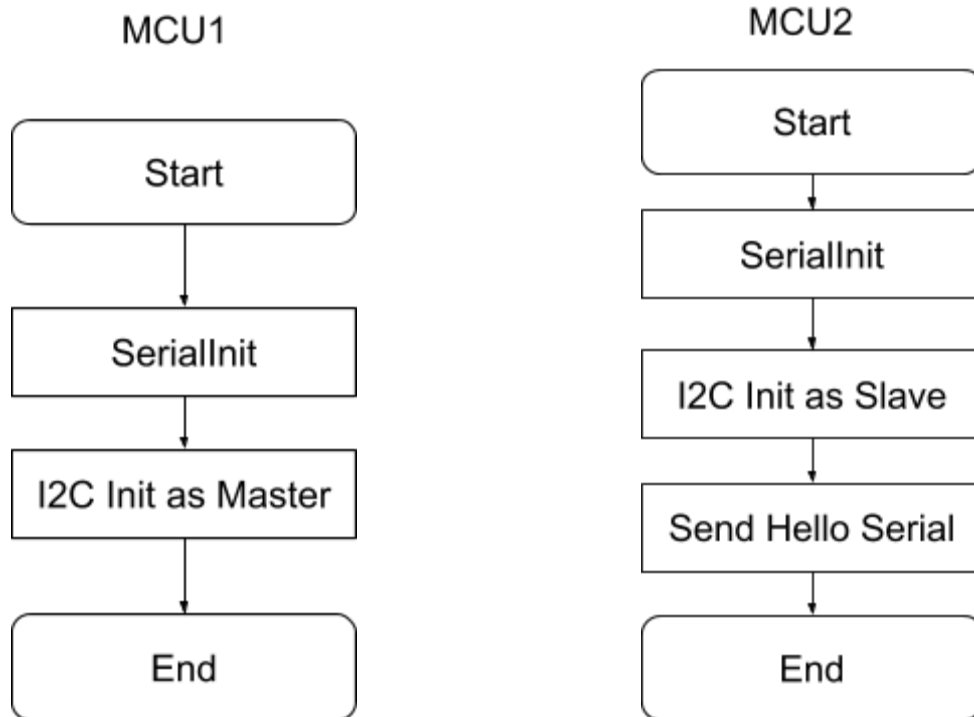 MCU1
Start
SerialInit
I2C Init as Master
End
MCU2
Start
SerialInit
I2C Init as Slave
Send Hello Serial
End